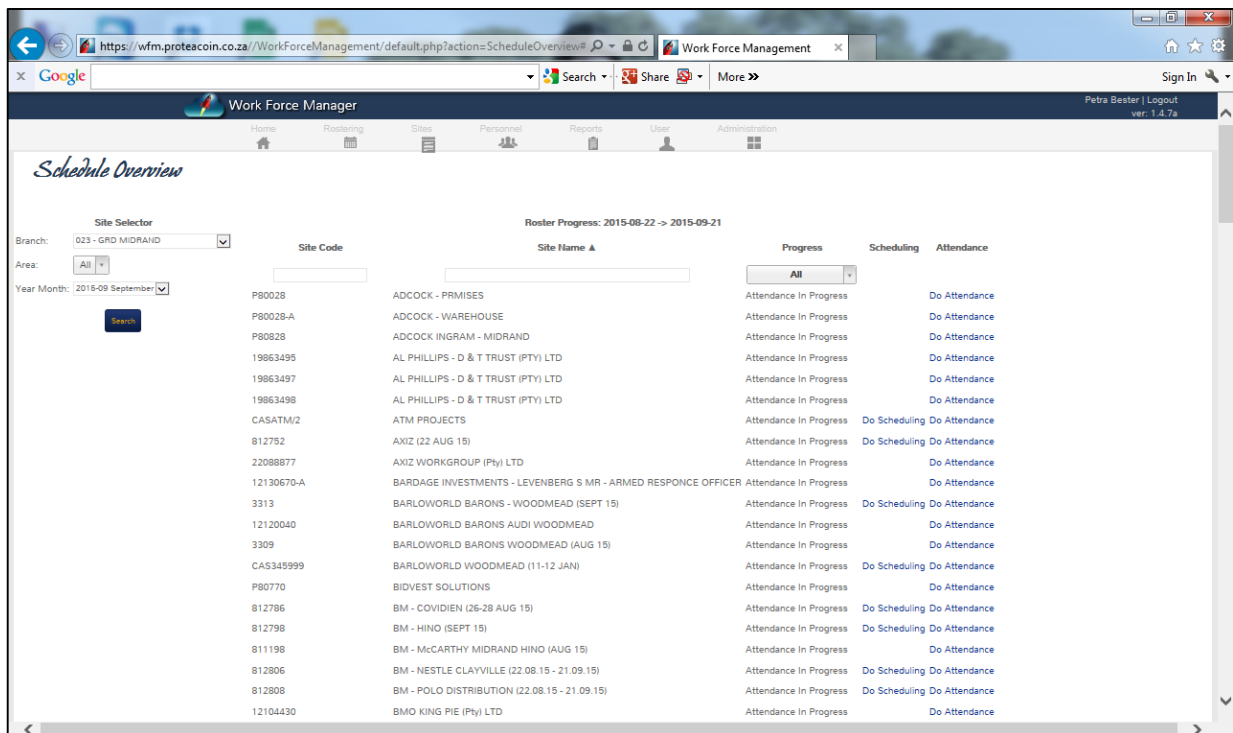 https://wfm.proteacoin.co.za//WorkForceManagement/default.php?action=ScheduleOverview#
Work Force Management
x Google Search Share More >> Sign In
Work Force Manager
Petra Bester | Logout
ver: 1.4.7a
Home Rostering Sites Personnel Reports User Administration
Schedule Overview
Site Selector
Branch: 023 - GRD MIDRAND
Area: All
Year Month: 2015-09 September
Search
Roster Progress: 2015-08-22 -> 2015-09-21
Site Code Site Name ▲ Progress Scheduling Attendance
All
P80028 ADCOCK - PRMISES Attendance In Progress Do Attendance
P80028-A ADCOCK - WAREHOUSE Attendance In Progress Do Attendance
P80828 ADCOCK INGRAM - MIDRAND Attendance In Progress Do Attendance
19863495 AL PHILLIPS - D & T TRUST (PTY) LTD Attendance In Progress Do Attendance
19863497 AL PHILLIPS - D & T TRUST (PTY) LTD Attendance In Progress Do Attendance
19863498 AL PHILLIPS - D & T TRUST (PTY) LTD Attendance In Progress Do Attendance
CASATM/2 ATM PROJECTS Attendance In Progress Do Scheduling Do Attendance
812752 AXIZ (22 AUG 15) Attendance In Progress Do Scheduling Do Attendance
22088877 AXIZ WORKGROUP (Pty) LTD Attendance In Progress Do Attendance
12130670-A BARDAGE INVESTMENTS - LEVENBERG S MR - ARMED RESPONCE OFFICER Attendance In Progress Do Attendance
3313 BARLOWORLD BARONS - WOODMEAD (SEPT 15) Attendance In Progress Do Scheduling Do Attendance
12120040 BARLOWORLD BARONS AUDI WOODMEAD Attendance In Progress Do Attendance
3309 BARLOWORLD BARONS WOODMEAD (AUG 15) Attendance In Progress Do Attendance
CAS345999 BARLOWORLD WOODMEAD (11-12 JAN) Attendance In Progress Do Scheduling Do Attendance
P80770 BIDVEST SOLUTIONS Attendance In Progress Do Attendance
812786 BM - COVIDIEN (26-28 AUG 15) Attendance In Progress Do Scheduling Do Attendance
812798 BM - HINO (SEPT 15) Attendance In Progress Do Scheduling Do Attendance
811198 BM - McCARTHY MIDRAND HINO (AUG 15) Attendance In Progress Do Attendance
812806 BM - NESTLE CLAYVILLE (22.08.15 - 21.09.15) Attendance In Progress Do Scheduling Do Attendance
812808 BM - POLO DISTRIBUTION (22.08.15 - 21.09.15) Attendance In Progress Do Scheduling Do Attendance
12104430 BMO KING PIE (Pty) LTD Attendance In Progress Do Attendance